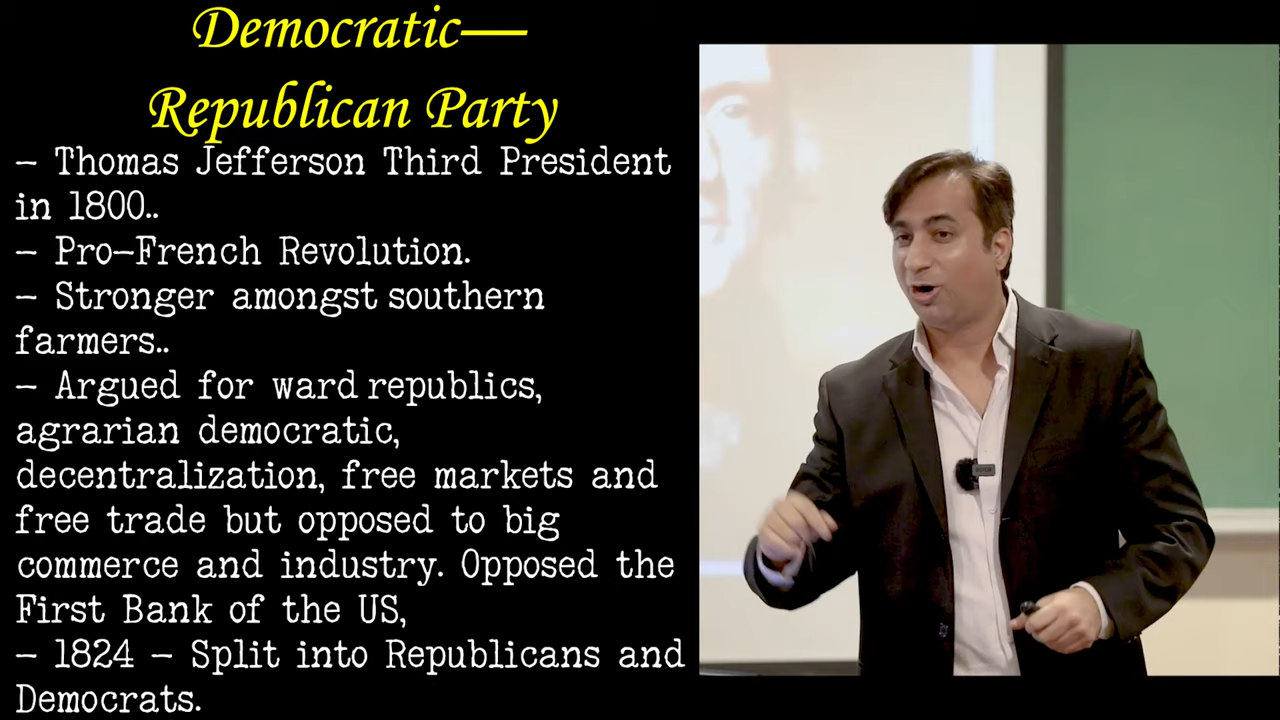 Democratic—
Republican Party
- Thomas Jefferson Third President
in 1800..
- Pro-French Revolution.
- Stronger amongst southern
farmers..
- Argued for ward republics,
agrarian democratic,
decentralization, free markets and
free trade but opposed to big
commerce and industry. Opposed the
First Bank of the US,
- 1824 - Split into Republicans and
Democrats.